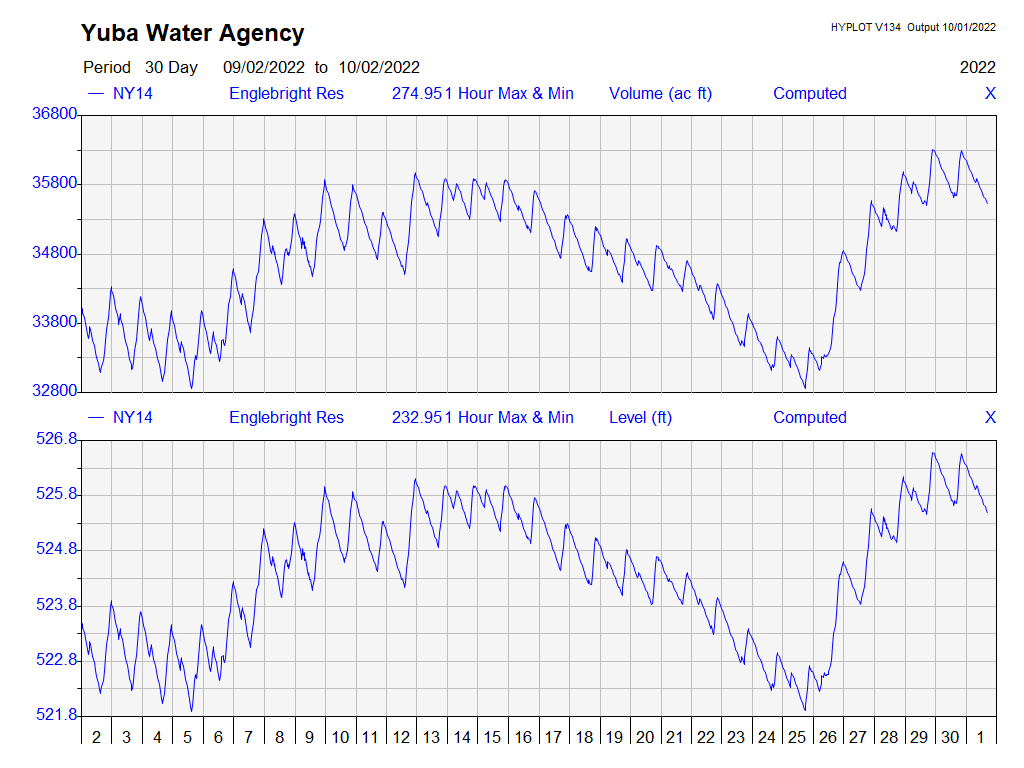 Yuba Water Agency
HYPLOT V134 Output 10/01/2022
Period 30 Day 09/02/2022 to 10/02/2022 2022
NY14 Englebright Res 274.951 Hour Max & Min Volume (ac ft) Computed X
36800
35800
34800
33800
32800
NY14 Englebright Res 232.951 Hour Max & Min Level (ft) Computed X
526.8
525.8
524.8
523.8
522.8
521.8
2 3 4 5 6 7 8 9 10 11 12 13 14 15 16 17 18 19 20 21 22 23 24 25 26 27 28 29 30 1